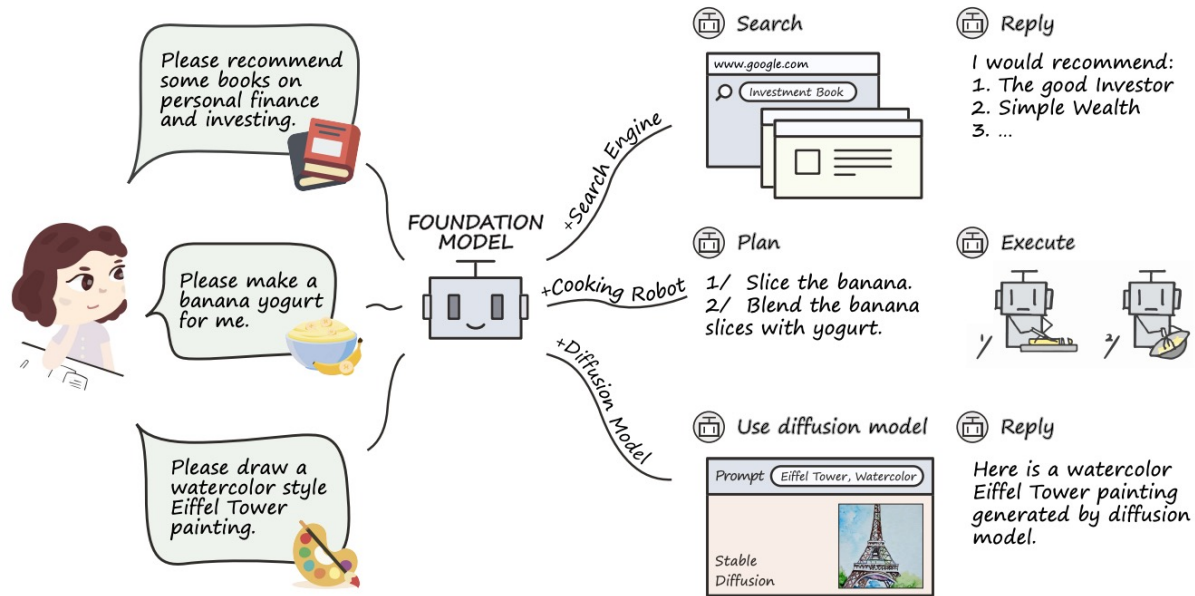 Please recommend
some books on
personal finance
and investing.
Please make a
banana yogurt
for me.
Please draw a
watercolor style
Eiffel Tower
painting.
FOUNDATION
MODEL
+Search Engine
+Cooking Robot
+Diffusion Model
Search
www.google.com
Investment Book
Reply
I would recommend:
1. The good Investor
2. Simple Wealth
3. ...
Plan
1/ Slice the banana.
2/ Blend the banana
slices with yogurt.
Execute
1/
2/
Use diffusion model
Prompt
Eiffel Tower, Watercolor
Stable
Diffusion
Reply
Here is a watercolor
Eiffel Tower painting
generated by diffusion
model.